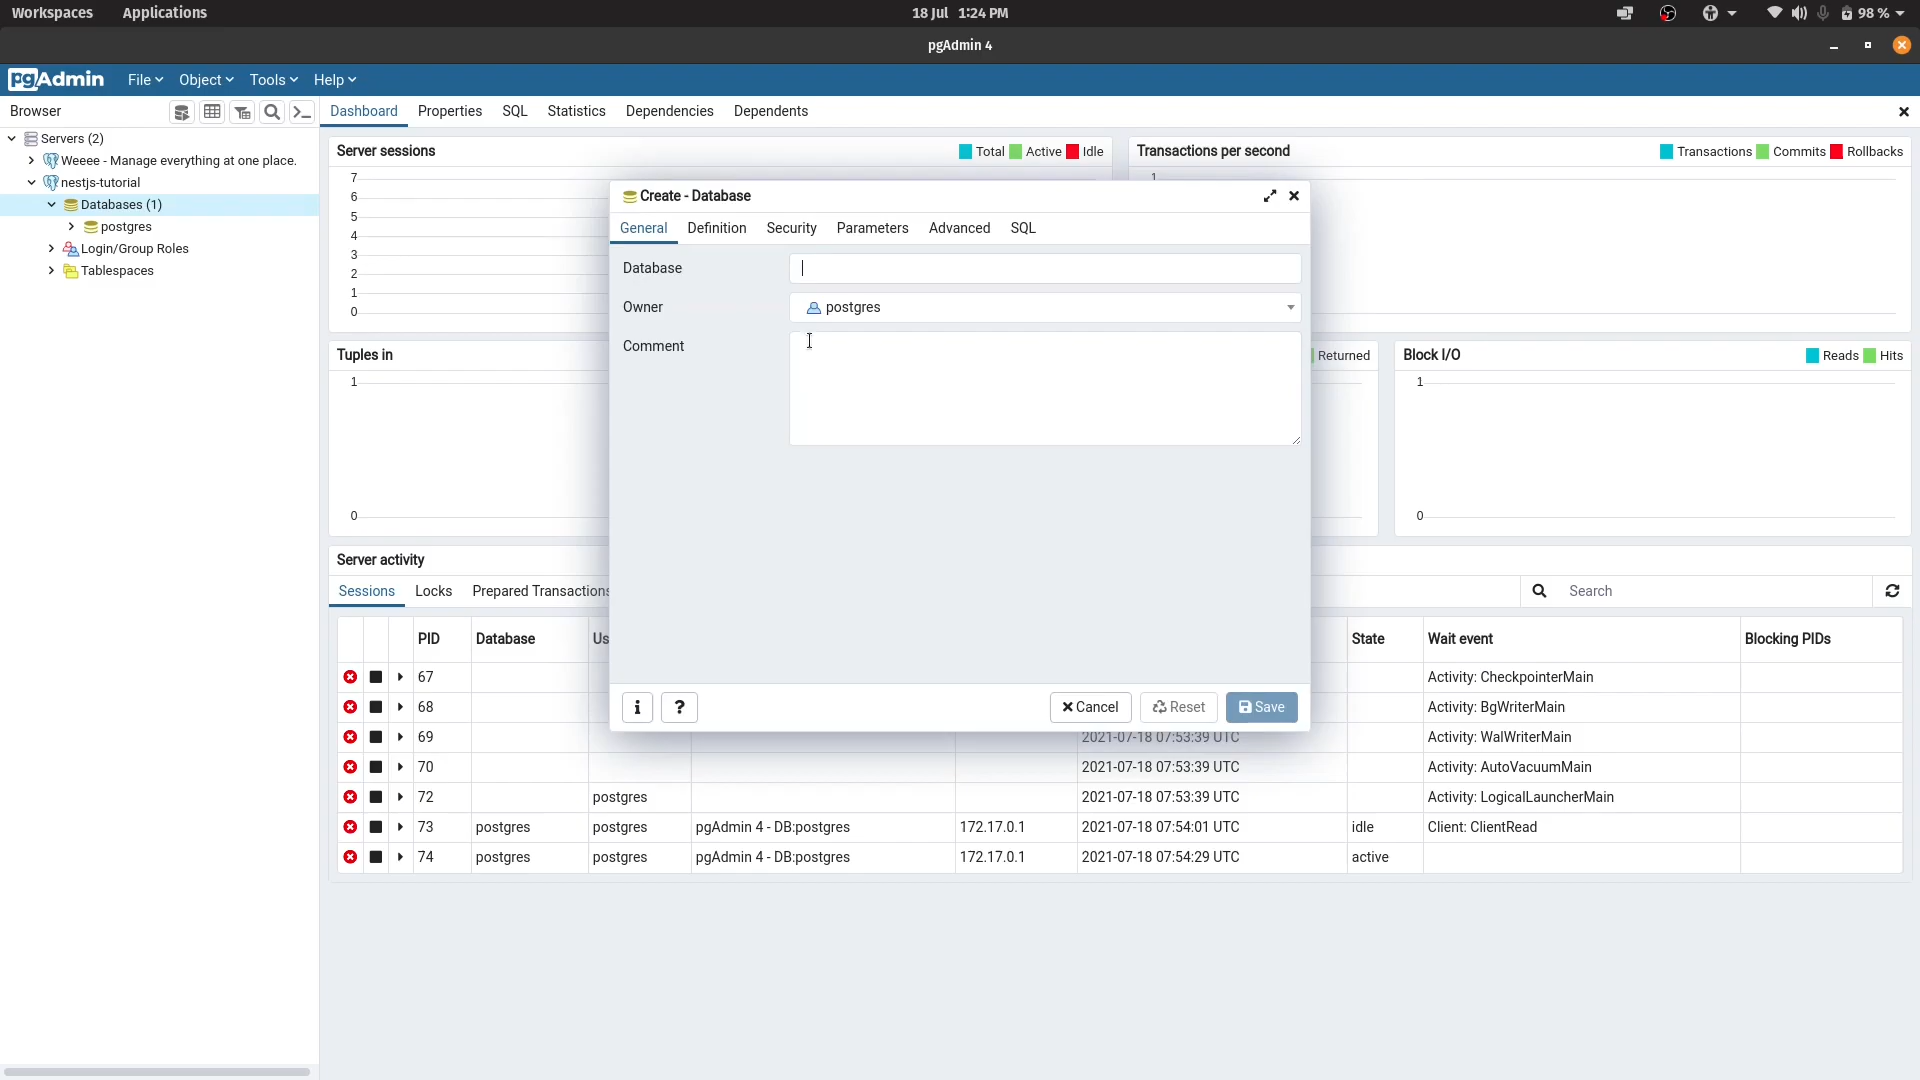 Workspaces Applications 18 Jul 1:24 PM 98 %
pgAdmin 4
pgAdmin File Object Tools Help
Browser Dashboard Properties SQL Statistics Dependencies Dependents
Servers (2)
Weeee - Manage everything at one place.
nestjs-tutorial
Databases (1)
postgres
Login/Group Roles
Tablespaces
Server sessions Total Active Idle
7
6
5
4
3
2
1
0
Transactions per second Transactions Commits Rollbacks
1
Create - Database
General Definition Security Parameters Advanced SQL
Database
Owner postgres
Comment
i ? Cancel Reset Save
Tuples in
1
0
Returned
Block I/O Reads Hits
1
0
Server activity
Sessions Locks Prepared Transactions Search
PID Database Us State Wait event Blocking PIDs
67 Activity: CheckpointerMain
68 Activity: BgWriterMain
69 2021-07-18 07:53:39 UTC Activity: WalWriterMain
70 2021-07-18 07:53:39 UTC Activity: AutoVacuumMain
72 postgres 2021-07-18 07:53:39 UTC Activity: LogicalLauncherMain
73 postgres postgres pgAdmin 4 - DB:postgres 172.17.0.1 2021-07-18 07:54:01 UTC idle Client: ClientRead
74 postgres postgres pgAdmin 4 - DB:postgres 172.17.0.1 2021-07-18 07:54:29 UTC active